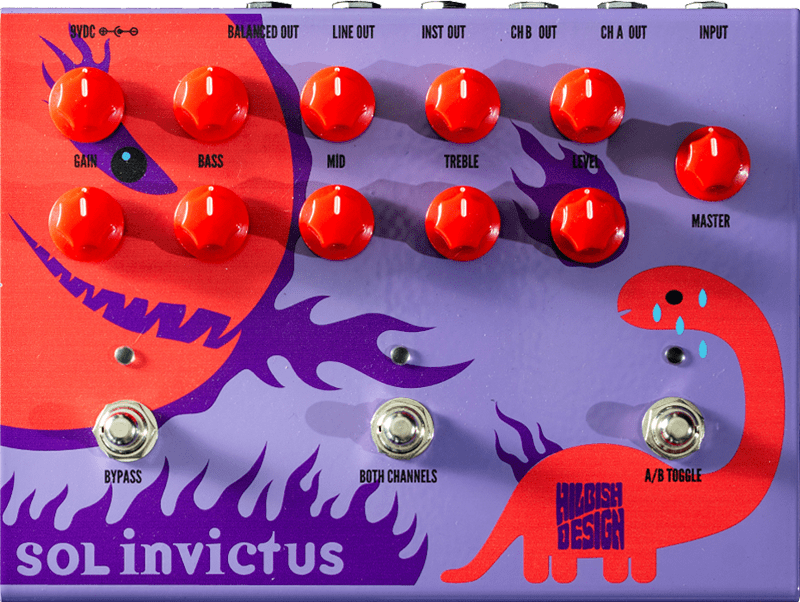 9VDC
BALANCED OUT
LINE OUT
INST OUT
CH B OUT
CH A OUT
INPUT
GAIN
BASS
MID
TREBLE
LEVEL
MASTER
BYPASS
BOTH CHANNELS
A/B TOGGLE
HILBISH
DESIGN
SOL invictus